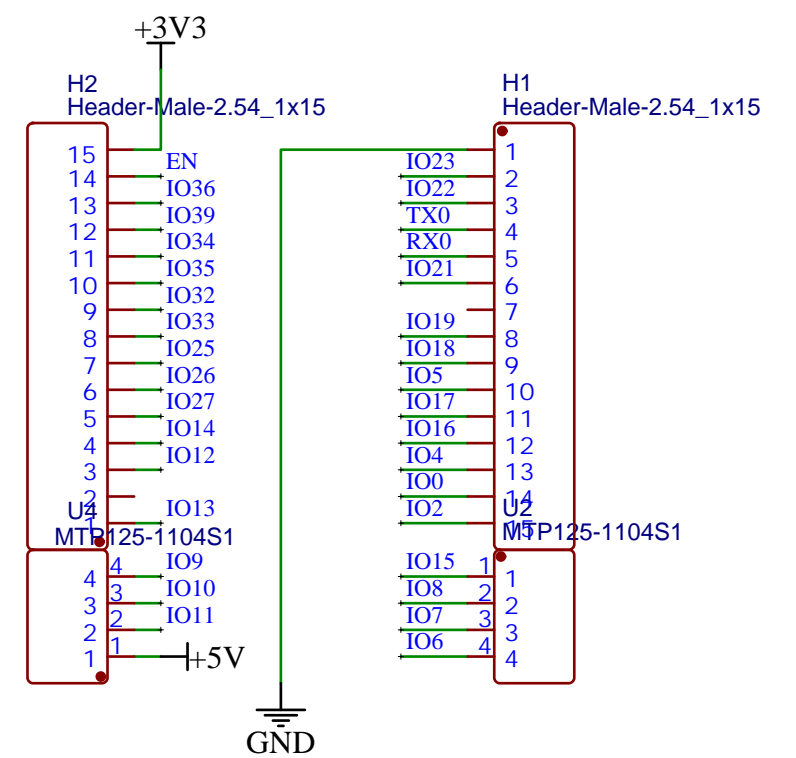 +3V3
H2
Header-Male-2.54_1x15
15
14 EN
13 IO36
12 IO39
11 IO34
10 IO35
9 IO32
8 IO33
7 IO25
6 IO26
5 IO27
4 IO14
3 IO12
2
1 IO13
U4
MTP125-1104S1
4 4 IO9
3 3 IO10
2 2 IO11
1 1
+5V
H1
Header-Male-2.54_1x15
1
IO23 2
IO22 3
TX0 4
RX0 5
IO21 6
7
IO19 8
IO18 9
IO5 10
IO17 11
IO16 12
IO4 13
IO0 14
IO2 15
U2
MTP125-1104S1
IO15 1 1
IO8 2 2
IO7 3 3
IO6 4 4
GND